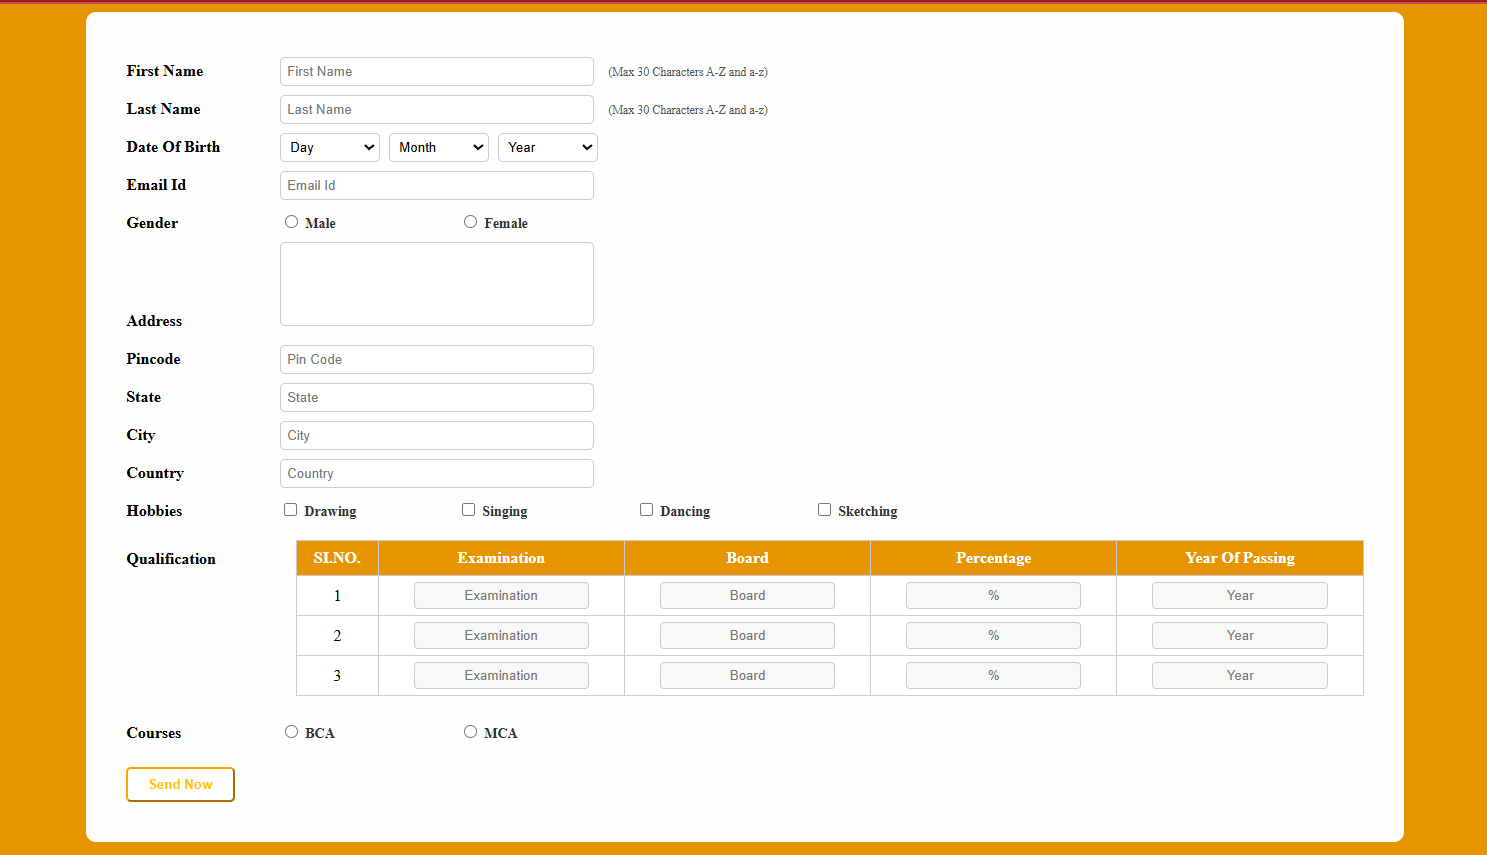 First Name First Name (Max 30 Characters A-Z and a-z)
Last Name Last Name (Max 30 Characters A-Z and a-z)
Date Of Birth Day Month Year
Email Id Email Id
Gender Male Female
Address
Pincode Pin Code
State State
City City
Country Country
Hobbies Drawing Singing Dancing Sketching
Qualification SLNO. Examination Board Percentage Year Of Passing
1 Examination Board % Year
2 Examination Board % Year
3 Examination Board % Year
Courses BCA MCA
Send Now